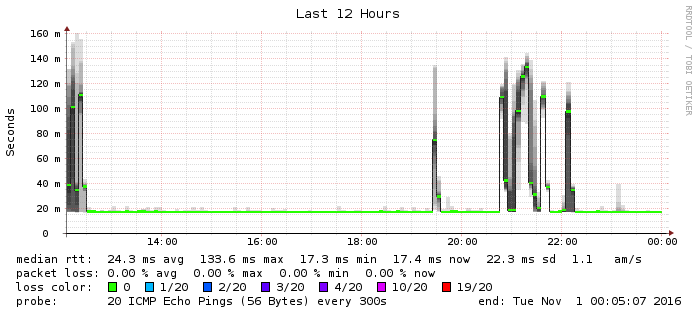 Last 12 Hours
RRDTOOL / TOBI OETIKER
Seconds
160 m
140 m
120 m
100 m
80 m
60 m
40 m
20 m
0
14:00 16:00 18:00 20:00 22:00 00:00
median rtt: 24.3 ms avg 133.6 ms max 17.3 ms min 17.4 ms now 22.3 ms sd 1.1 am/s
packet loss: 0.00 % avg 0.00 % max 0.00 % min 0.00 % now
loss color: 0 1/20 2/20 3/20 4/20 10/20 19/20
probe: 20 ICMP Echo Pings (56 Bytes) every 300s end: Tue Nov 1 00:05:07 2016